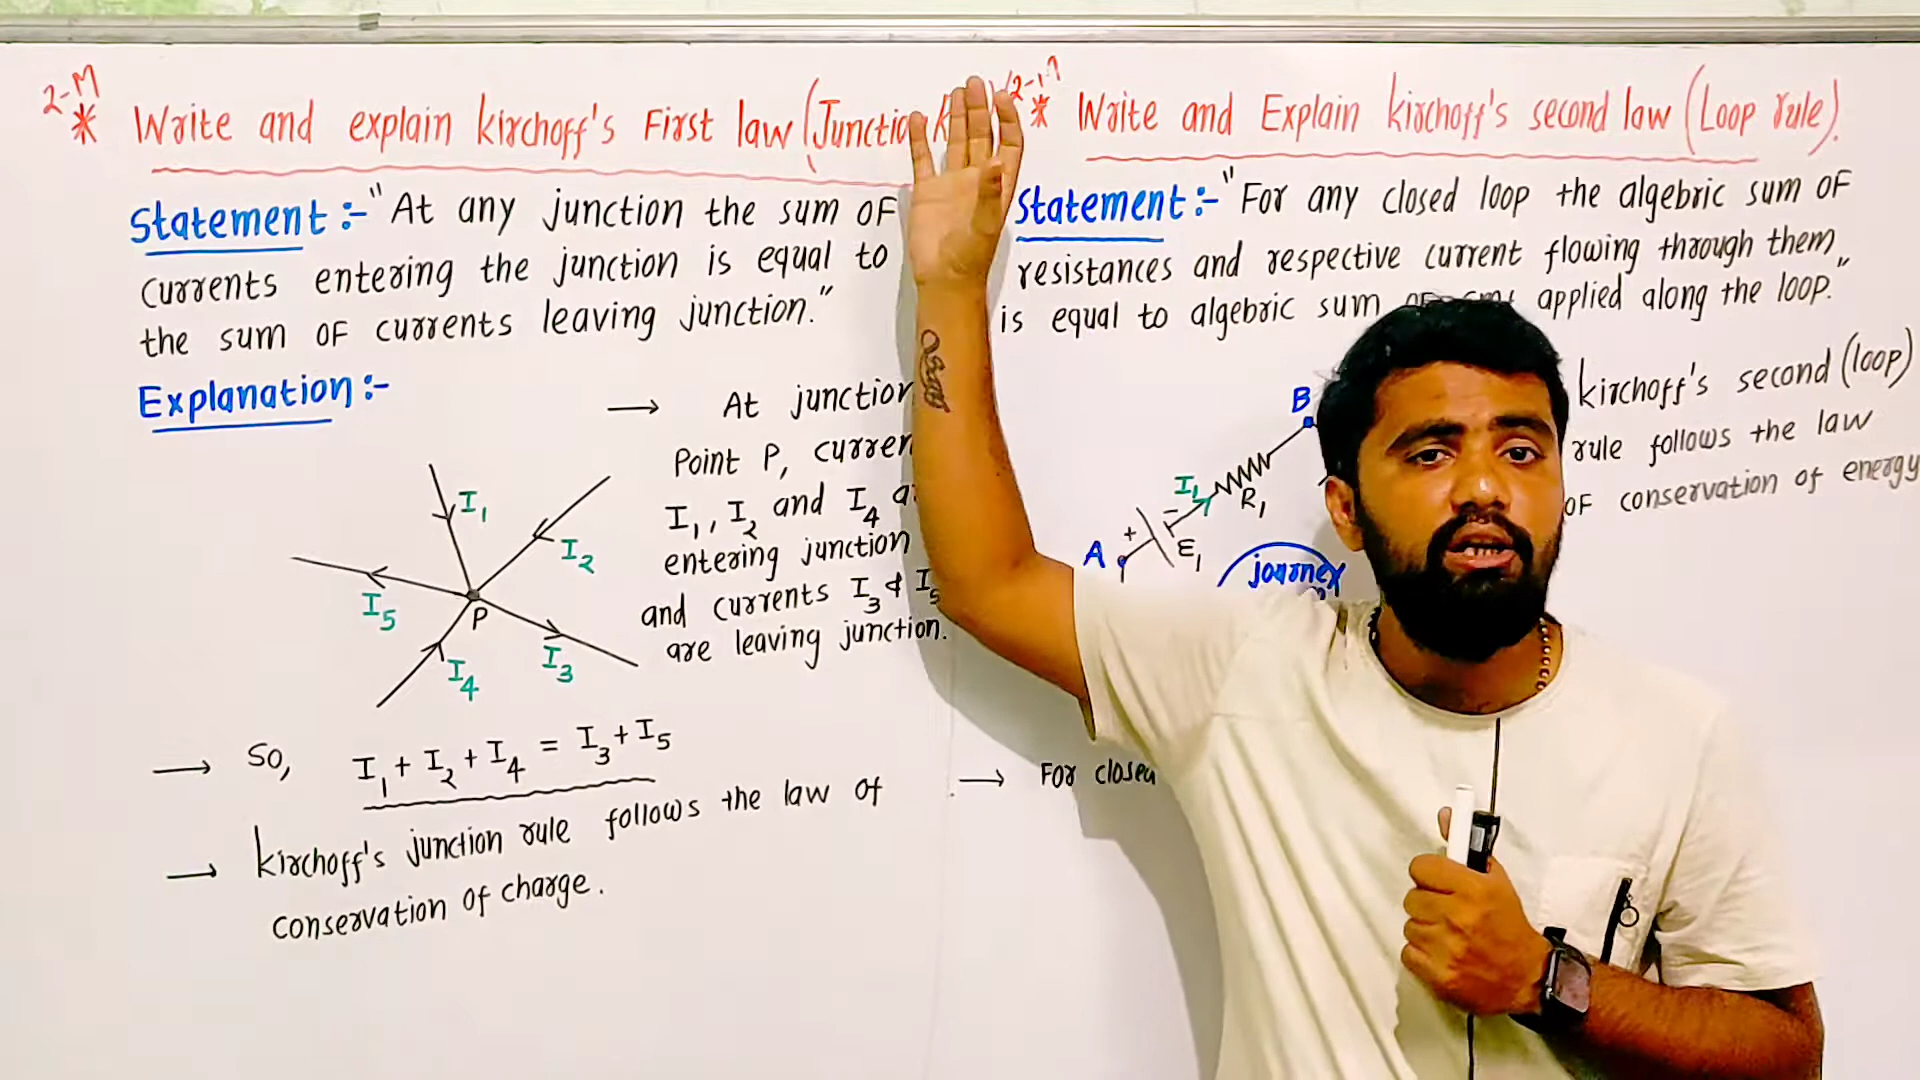 2-M
* Write and explain kirchoff's First law (Junctio
Statement :- "At any junction the sum OF
currents entering the junction is equal to
the sum OF currents leaving junction."
Explanation :-
→ At junction
Point P, curren
I1, I2 and I4 a
entering junction
and currents I3 & I5
are leaving junction.
I1
I2
I5
P
I4
I3
→ So, I1 + I2 + I4 = I3 + I5
→ kirchoff's junction rule follows the law of
conservation of charge.
* Write and Explain kirchoff's second law (Loop rule).
Statement :- "For any closed loop the algebric sum OF
resistances and respective current flowing through them
is equal to algebric sum applied along the loop."
kirchoff's second (loop)
rule follows the law
OF conservation of energy
B
I1
R1
+
-
A
ε1
journey
→ For closed